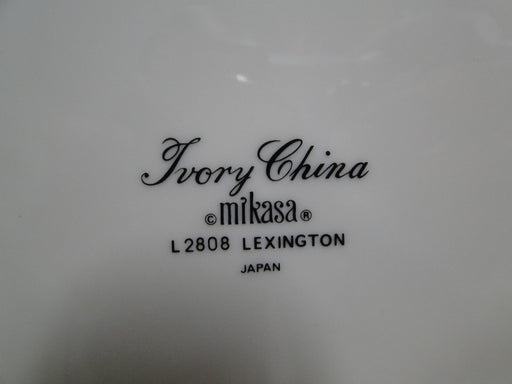 Ivory China
© mikasa ®
L2808 LEXINGTON
JAPAN